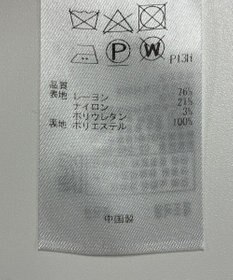 P13H
品質
表地 レーヨン 76%
ナイロン 21%
ポリウレタン 3%
裏地 ポリエステル 100%
中国製